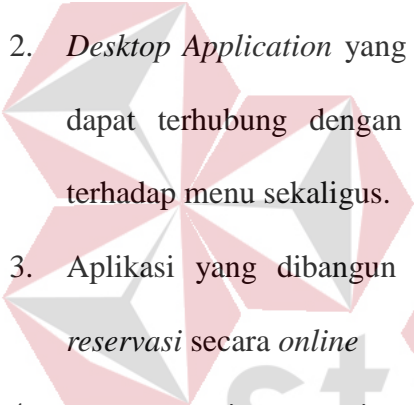 2. Desktop Application yang
dapat terhubung dengan
terhadap menu sekaligus.
3. Aplikasi yang dibangun
reservasi secara online